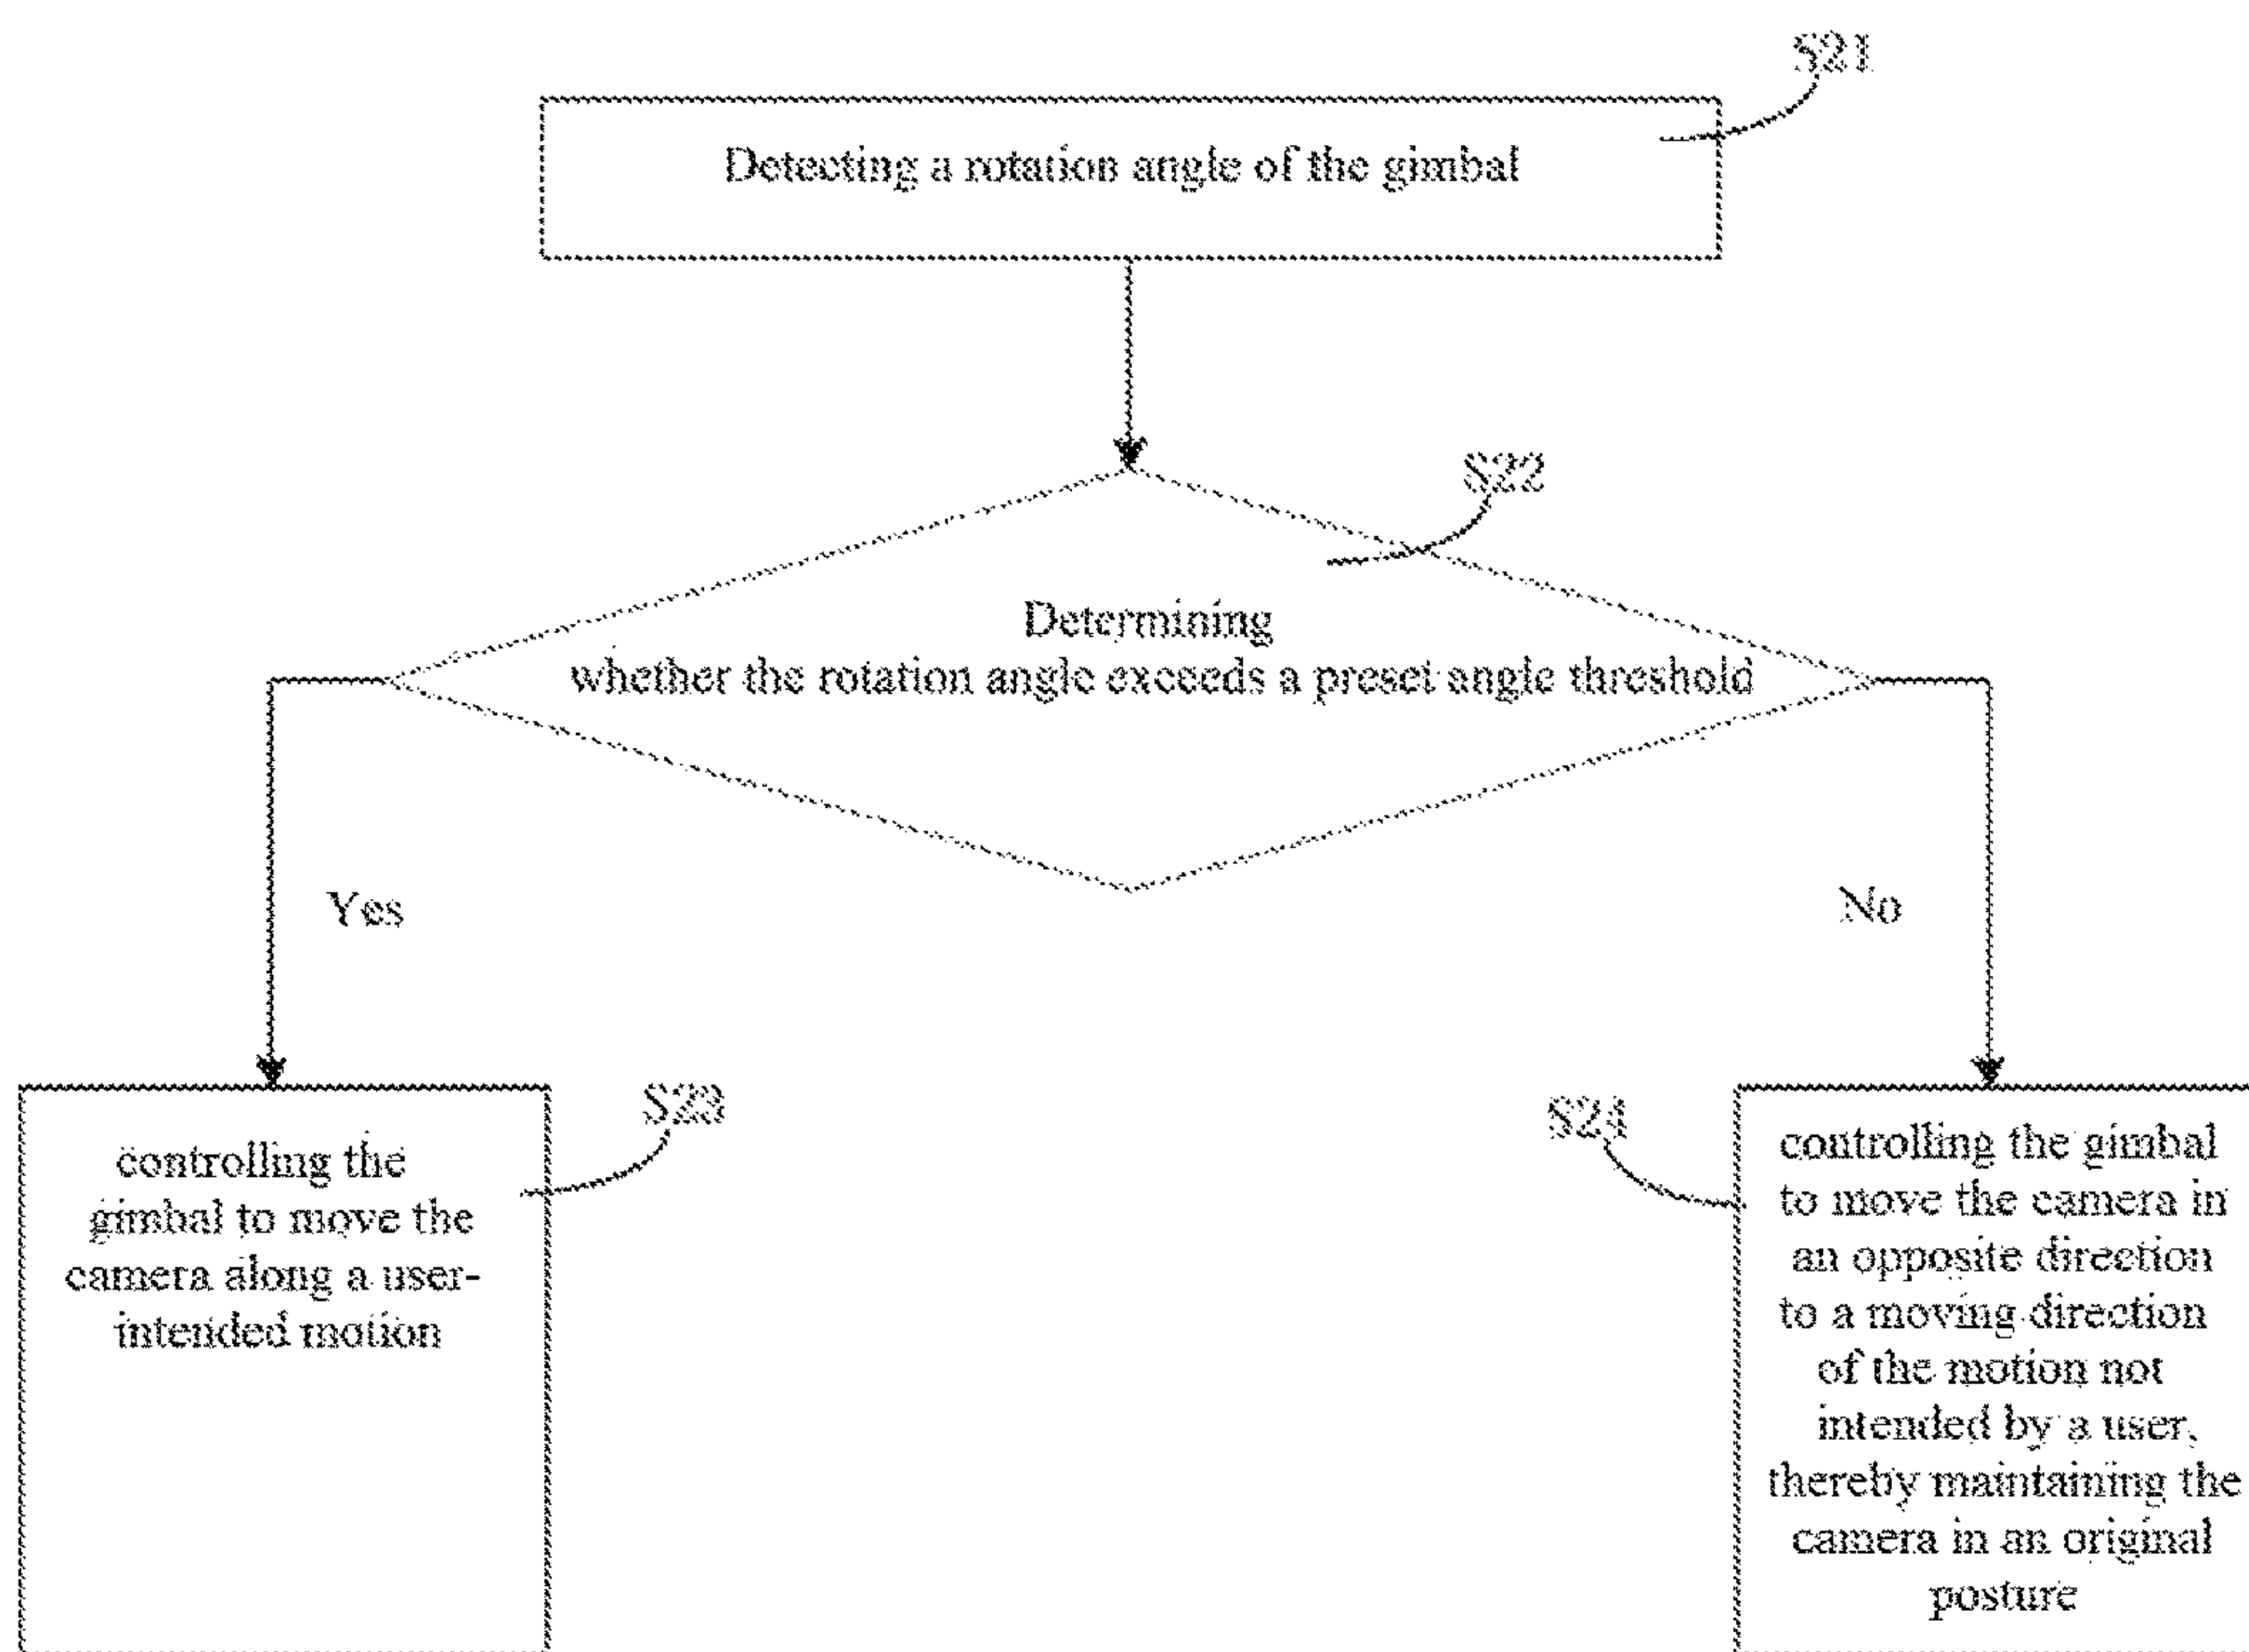 S21
Detecting a rotation angle of the gimbal
S22
Determining
whether the rotation angle exceeds a preset angle threshold
Yes
No
S23
controlling the
gimbal to move the
camera along a user-
intended motion
S24
controlling the gimbal
to move the camera in
an opposite direction
to a moving direction
of the motion not
intended by a user,
thereby maintaining the
camera in an original
posture